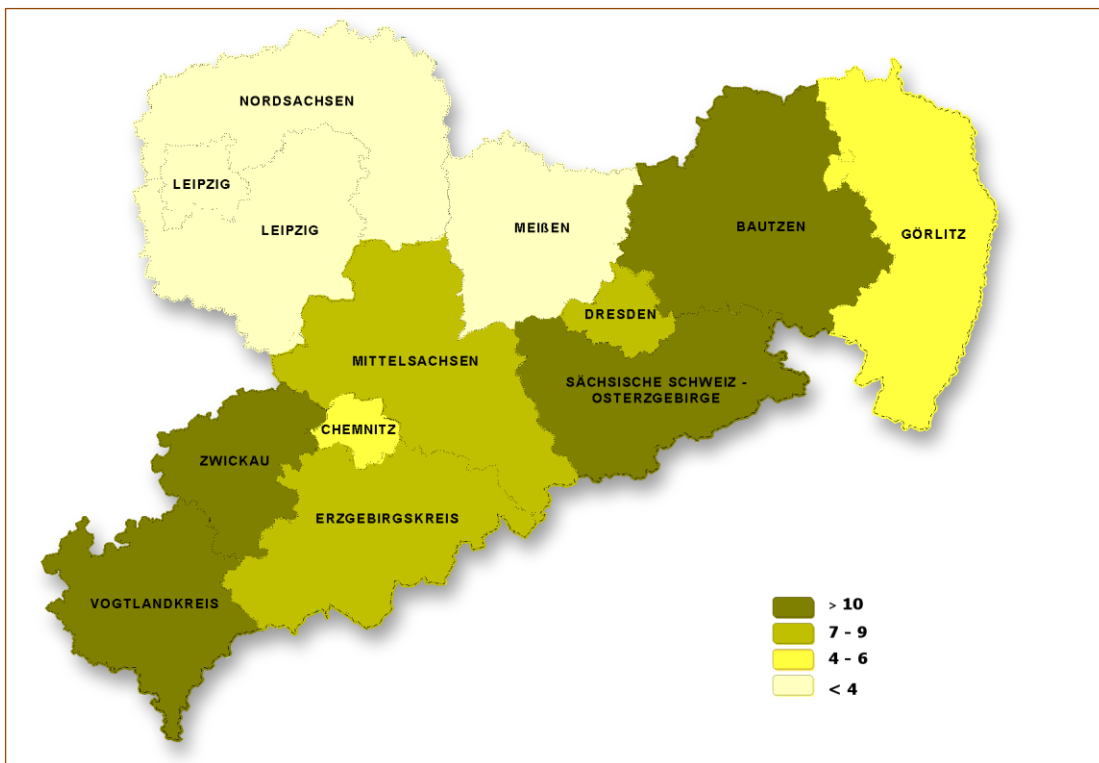 NORDSACHSEN
LEIPZIG
LEIPZIG
MEIßEN
BAUTZEN
GÖRLITZ
DRESDEN
MITTELSACHSEN
SÄCHSISCHE SCHWEIZ -
OSTERZGEBIRGE
CHEMNITZ
ZWICKAU
ERZGEBIRGSKREIS
VOGTLANDKREIS
> 10
7 - 9
4 - 6
< 4